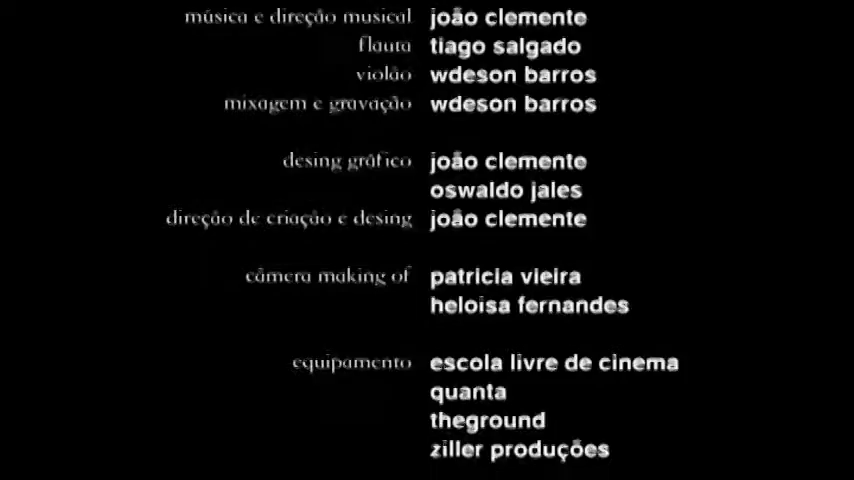 música e direção musical joão clemente
flauta tiago salgado
violão wdeson barros
mixagem e gravação wdeson barros
desing gráfico joão clemente
oswaldo jales
direção de criação e desing joão clemente
câmera making of patricia vieira
heloisa fernandes
equipamento escola livre de cinema
quanta
theground
ziller produções